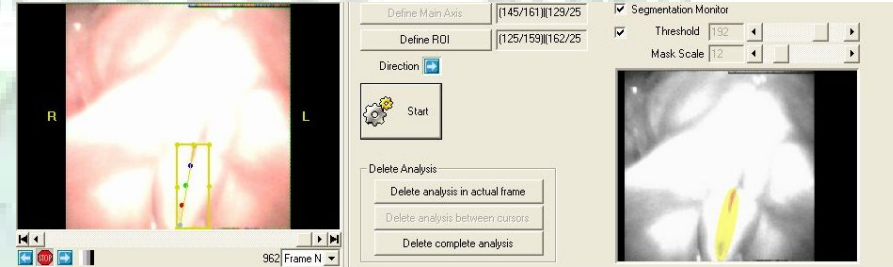 R
L
962 Frame N
STOP
Define Main Axis (145/161)|(129/25
Define ROI (125/159)|(162/25
Direction
Start
Delete Analysis
Delete analysis in actual frame
Delete analysis between cursors
Delete complete analysis
Segmentation Monitor
Threshold 192
Mask Scale 12